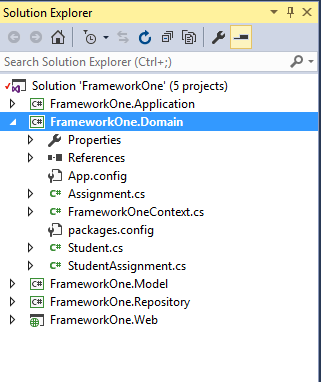 Solution Explorer
Search Solution Explorer (Ctrl+;)
Solution 'FrameworkOne' (5 projects)
C# FrameworkOne.Application
C# FrameworkOne.Domain
Properties
References
App.config
C# Assignment.cs
C# FrameworkOneContext.cs
packages.config
C# Student.cs
C# StudentAssignment.cs
C# FrameworkOne.Model
C# FrameworkOne.Repository
FrameworkOne.Web